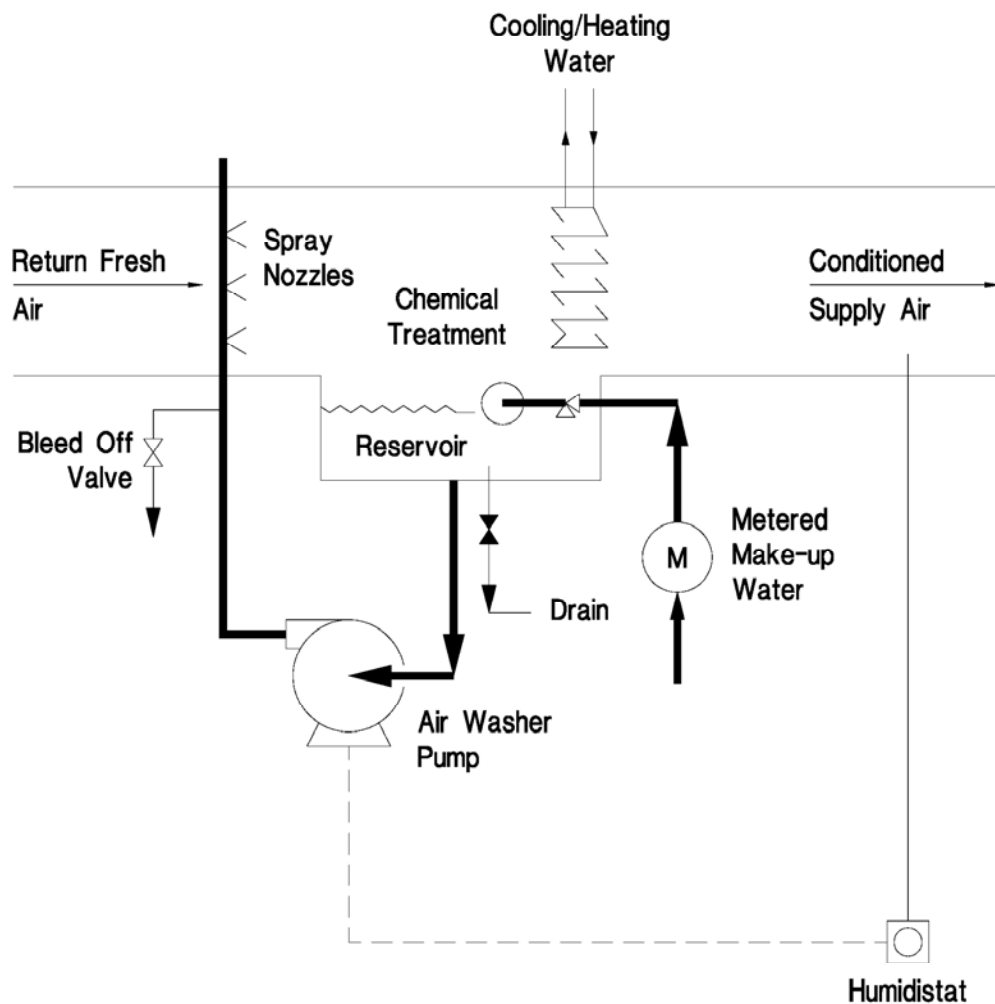 Cooling/Heating
Water
Return Fresh
Air
Spray
Nozzles
Chemical
Treatment
Conditioned
Supply Air
Bleed Off
Valve
Reservoir
M
Metered
Make-up
Water
Drain
Air Washer
Pump
Humidistat